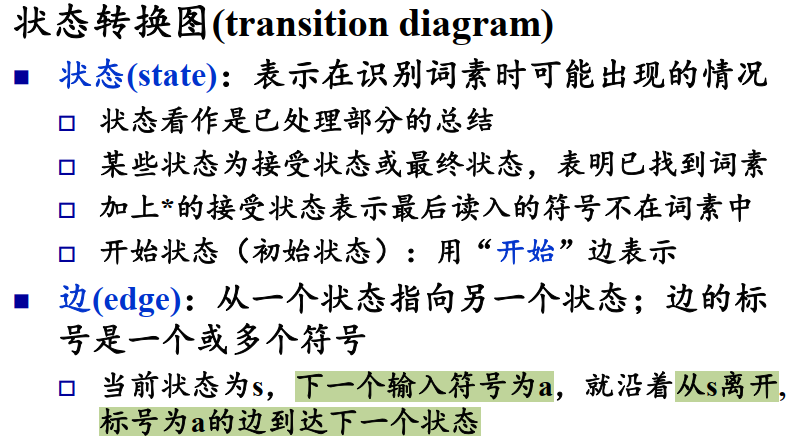 状态转换图(transition diagram)
状态(state)：表示在识别词素时可能出现的情况
状态看作是已处理部分的总结
某些状态为接受状态或最终状态，表明已找到词素
加上*的接受状态表示最后读入的符号不在词素中
开始状态（初始状态）：用“开始”边表示
边(edge)：从一个状态指向另一个状态；边的标
号是一个或多个符号
当前状态为s，下一个输入符号为a，就沿着从s离开,
标号为a的边到达下一个状态